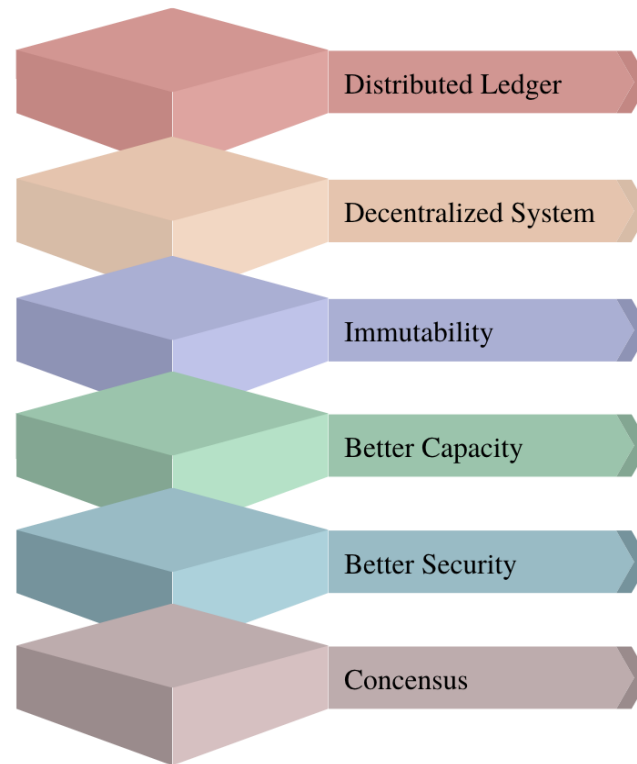 Distributed Ledger
Decentralized System
Immutability
Better Capacity
Better Security
Concensus